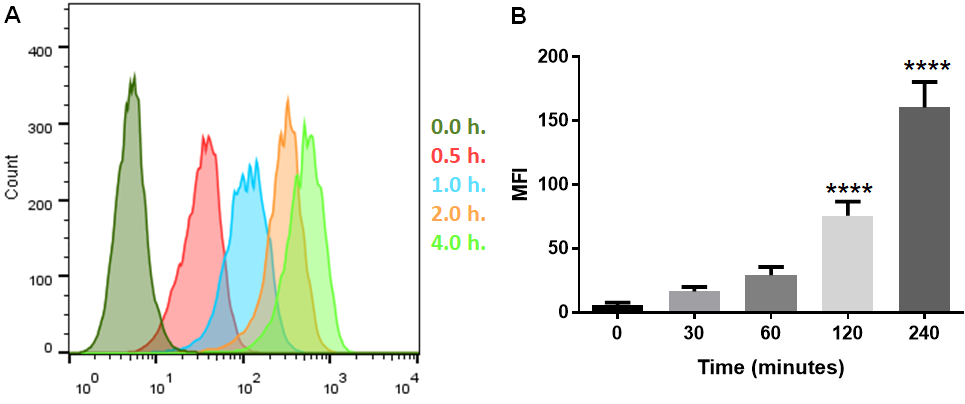 A
Count
400
300
200
100
0
10⁰ 10¹ 10² 10³ 10⁴
0.0 h.
0.5 h.
1.0 h.
2.0 h.
4.0 h.
B
MFI
200
150
100
50
0
****
****
0 30 60 120 240
Time (minutes)